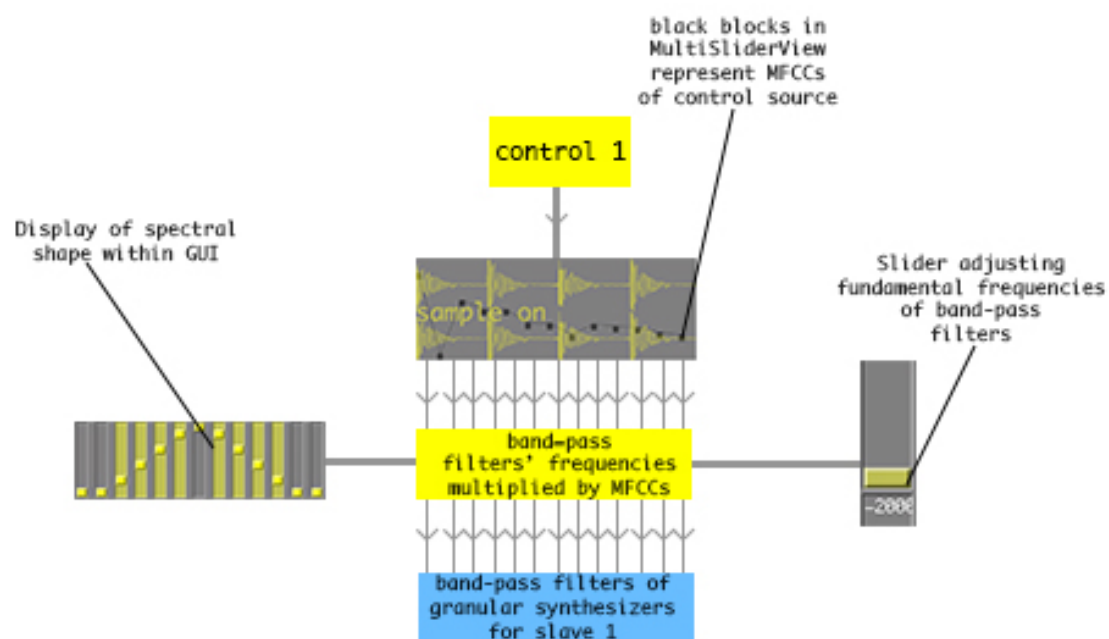 black blocks in
MultiSliderView
represent MFCCs
of control source
control 1
Display of spectral
shape within GUI
Slider adjusting
fundamental frequencies
of band-pass
filters
sample on
band-pass
filters' frequencies
multiplied by MFCCs
-2000
band-pass filters of
granular synthesizers
for slave 1